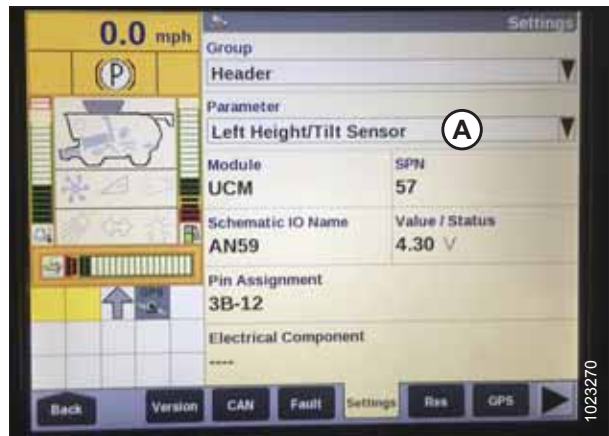 0.0 mph
Settings
(P)
Group
Header
Parameter
Left Height/Tilt Sensor
A
Module
UCM
SPN
57
Schematic IO Name
AN59
Value / Status
4.30 V
Pin Assignment
3B-12
Electrical Component
----
Back
Version
CAN
Fault
Settings
Res
GPS
1023270